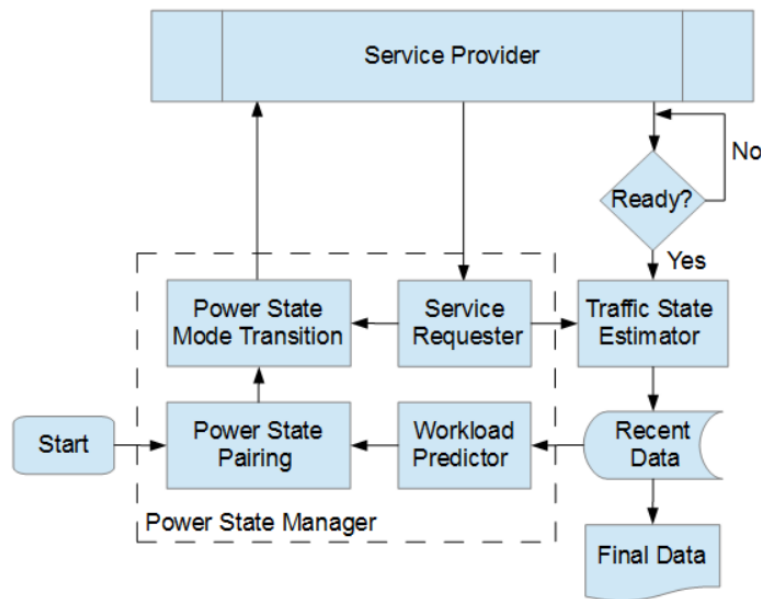 Service Provider
No
Ready?
Yes
Power State
Mode Transition
Service
Requester
Traffic State
Estimator
Start
Power State
Pairing
Workload
Predictor
Recent
Data
Power State Manager
Final Data